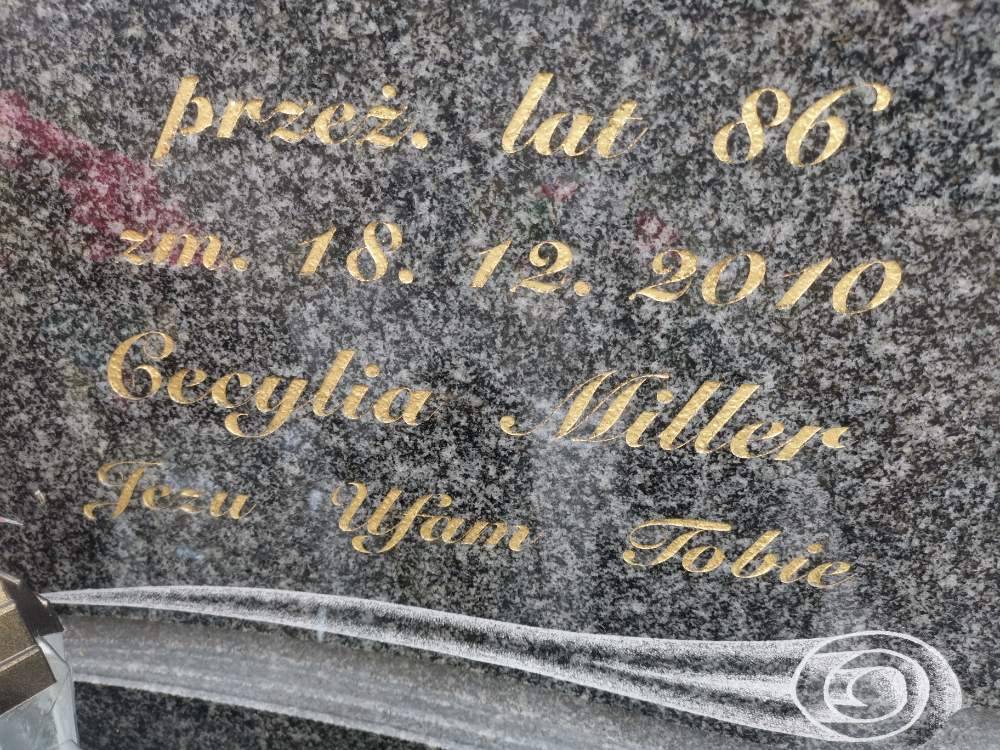 przeż. lat 86
zm. 18. 12. 2010
Cecylia Miller
Jezu Ufam Tobie